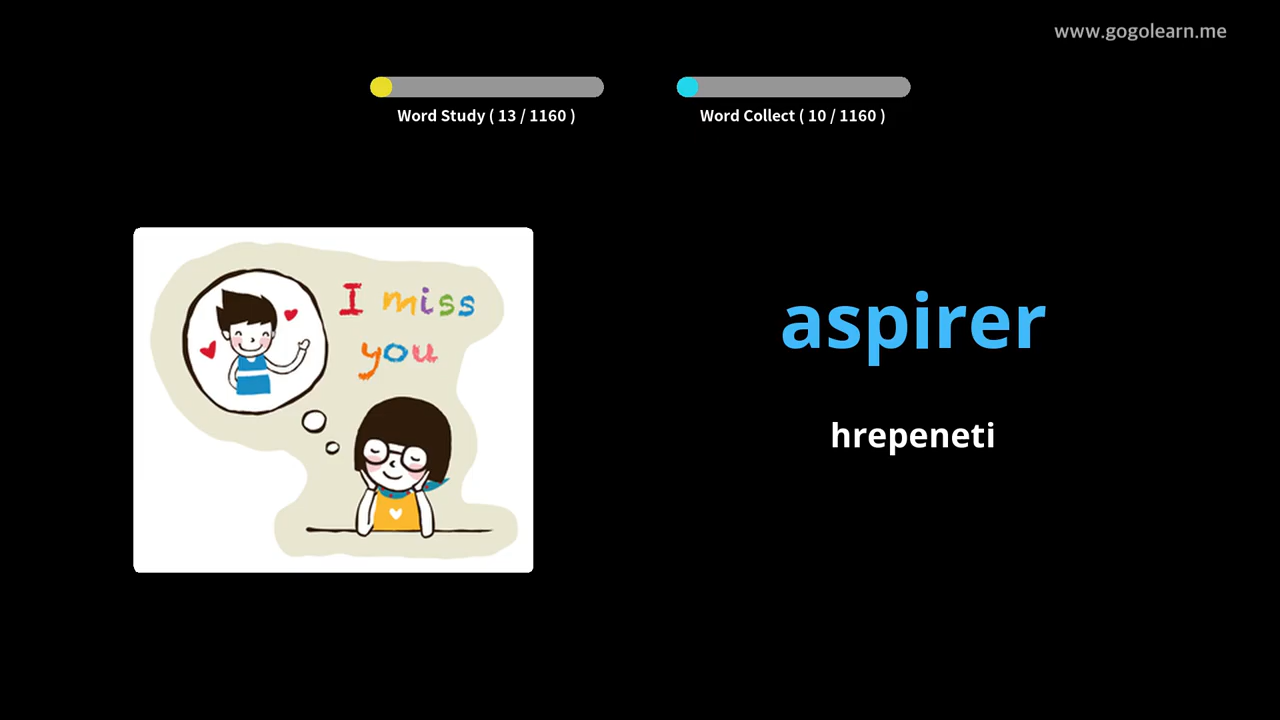 www.gogolearn.me
Word Study ( 13 / 1160 )
Word Collect ( 10 / 1160 )
I miss
you
aspirer
hrepeneti